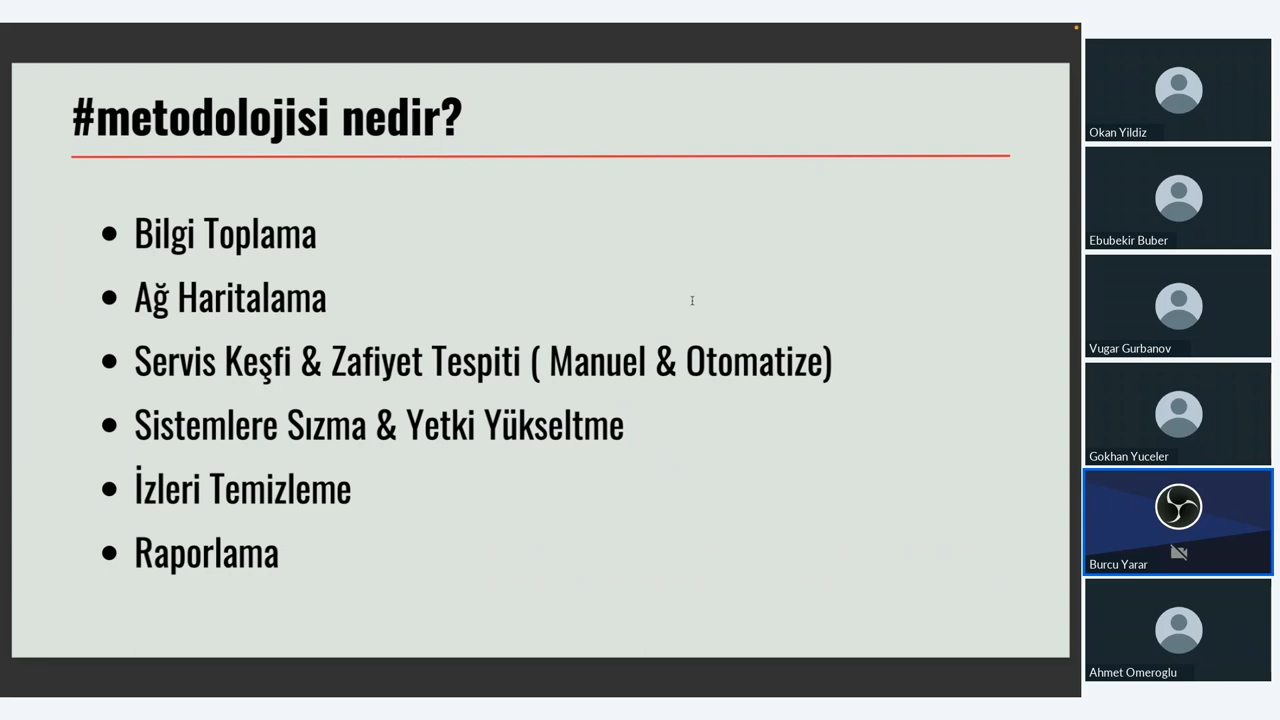 #metodolojisi nedir?
Bilgi Toplama
Ağ Haritalama
Servis Keşfi & Zafiyet Tespiti ( Manuel & Otomatize)
Sistemlere Sızma & Yetki Yükseltme
İzleri Temizleme
Raporlama
Okan Yildiz
Ebubekir Buber
Vugar Gurbanov
Gokhan Yuceler
Burcu Yarar
Ahmet Omeroglu